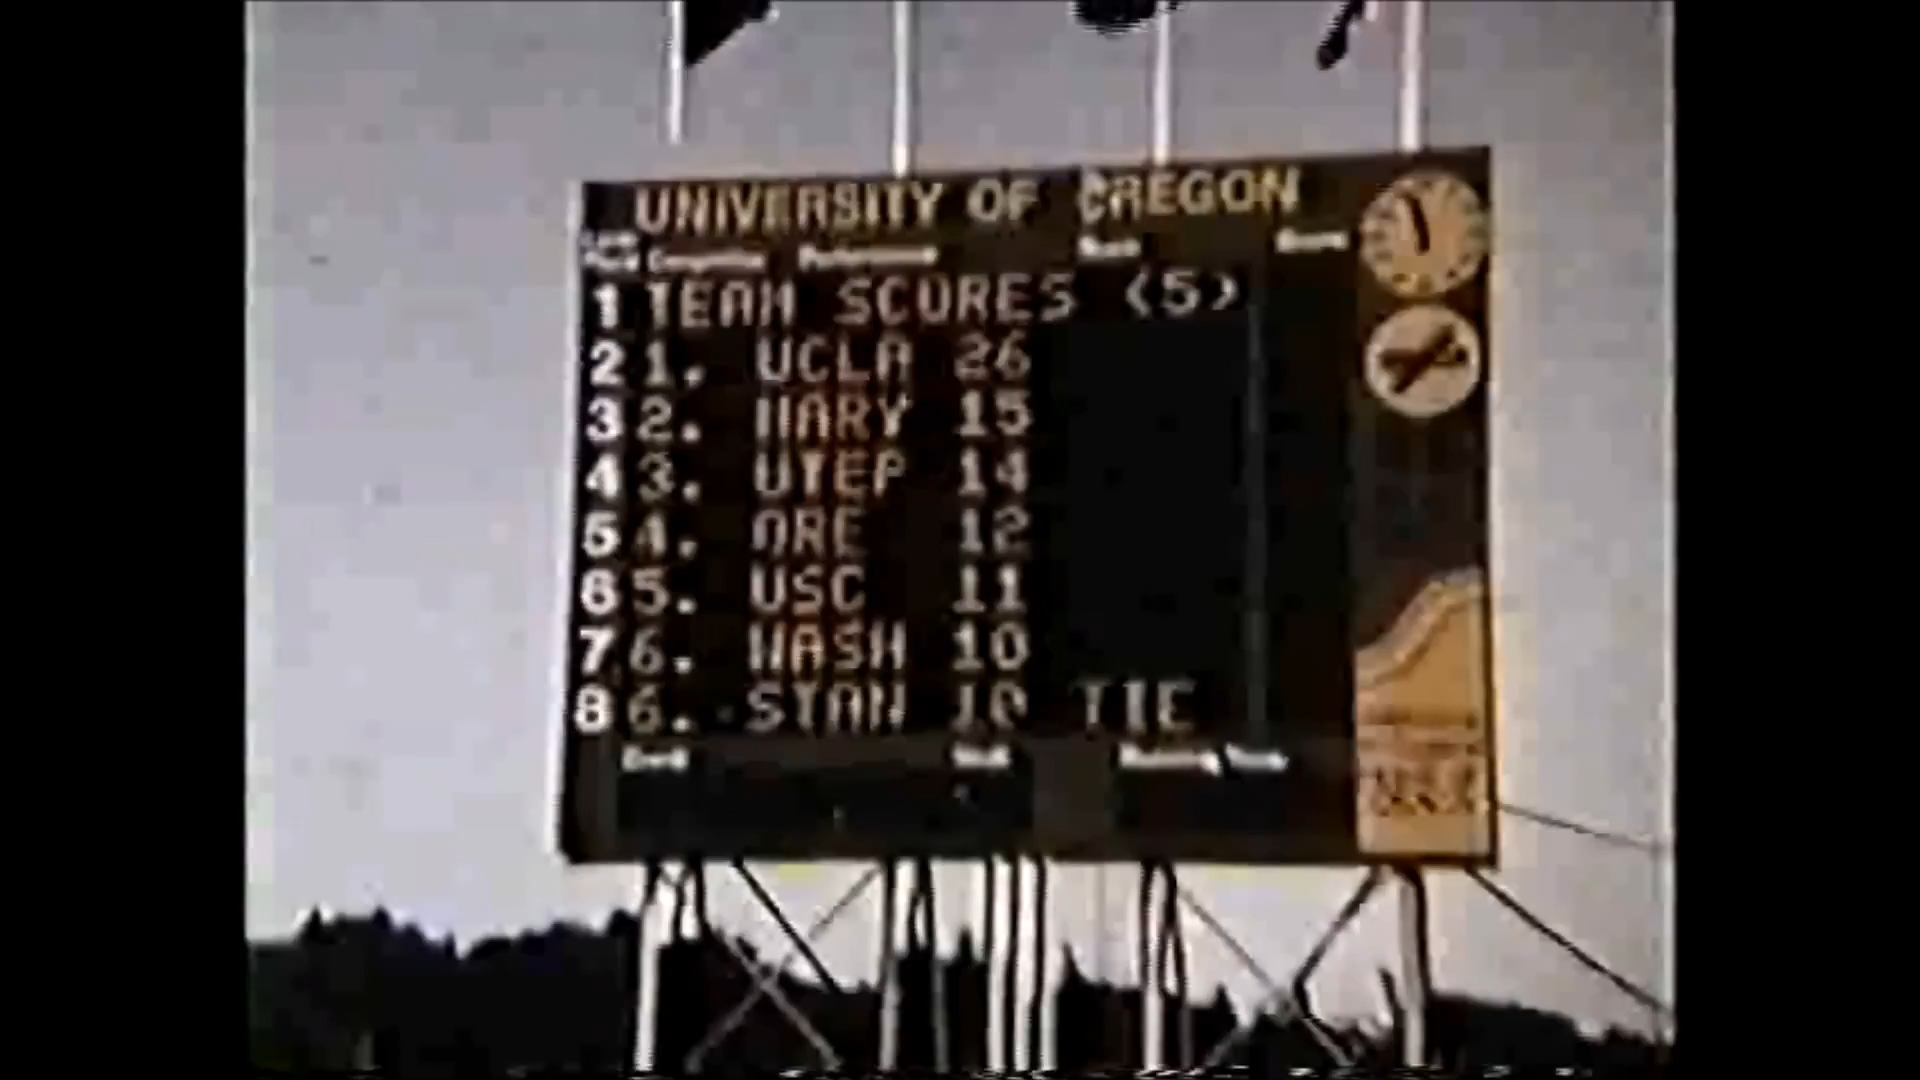 UNIVERSITY OF OREGON
1 TEAM SCORES (5)
2 1. UCLA 26
3 2. MARY 15
4 3. UTEP 14
5 4. ORE 12
6 5. USC 11
7 6. WASH 10
8 6. STAN 10 TIE